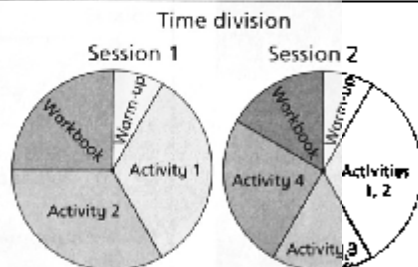 Time division
Session 1
Session 2
Warm-up
Activity 1
Activity 2
Workbook
Warm-up
Activities
1, 2
Activity 3
Activity 4
Workbook